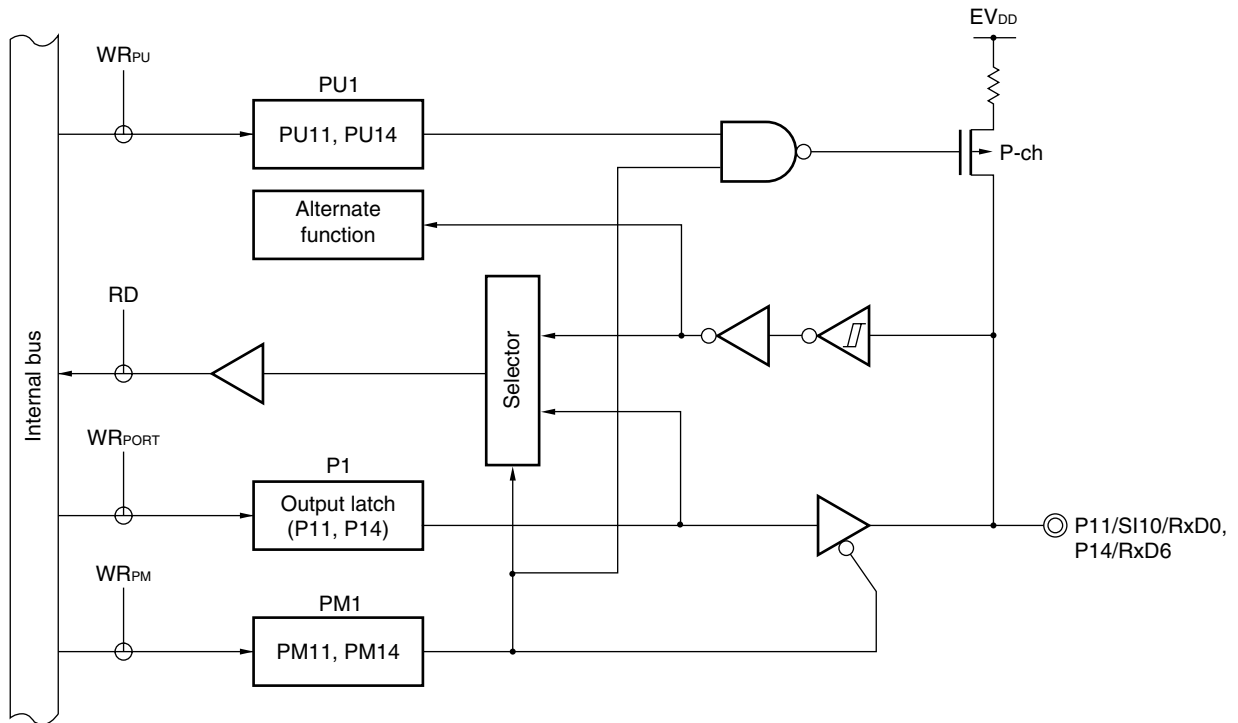 EVDD
WRPU
PU1
PU11, PU14
P-ch
Alternate
function
RD
Selector
Internal bus
WRPORT
P1
Output latch
(P11, P14)
P11/SI10/RxD0,
P14/RxD6
WRPM
PM1
PM11, PM14